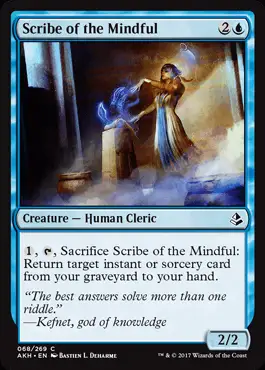 Scribe of the Mindful 2
Creature — Human Cleric
1, , Sacrifice Scribe of the Mindful:
Return target instant or sorcery card
from your graveyard to your hand.
“The best answers solve more than one
riddle.”
—Kefnet, god of knowledge
2/2
068/269 C
AKH • EN Bastien L. Deharme
™ & © 2017 Wizards of the Coast